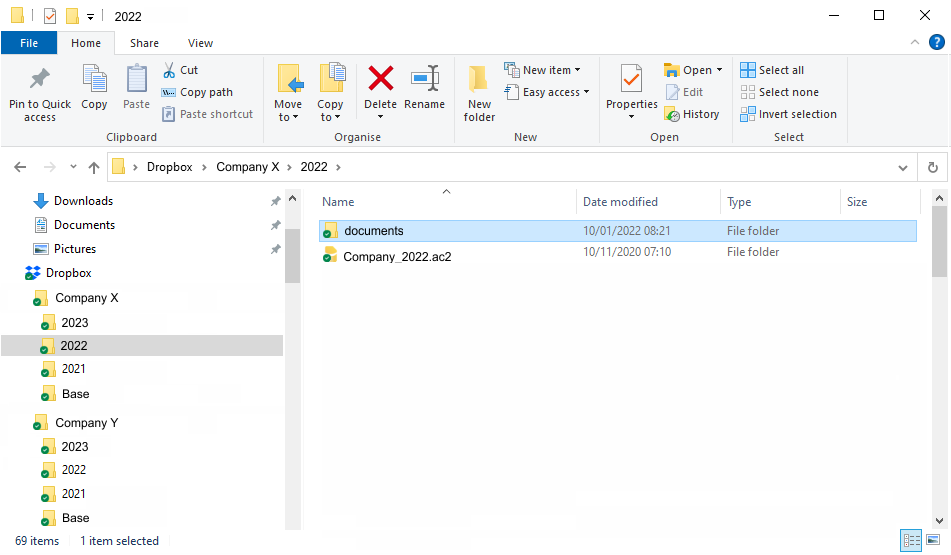 2022
File Home Share View
Pin to Quick access
Copy
Paste
Cut
Copy path
Paste shortcut
Clipboard
Move to
Copy to
Delete
Rename
Organise
New folder
New item
Easy access
New
Properties
Open
Edit
History
Open
Select all
Select none
Invert selection
Select
Dropbox Company X 2022
Downloads
Documents
Pictures
Dropbox
Company X
2023
2022
2021
Base
Company Y
2023
2022
2021
Base
Name Date modified Type Size
documents 10/01/2022 08:21 File folder
Company_2022.ac2 10/11/2020 07:10 File folder
69 items 1 item selected